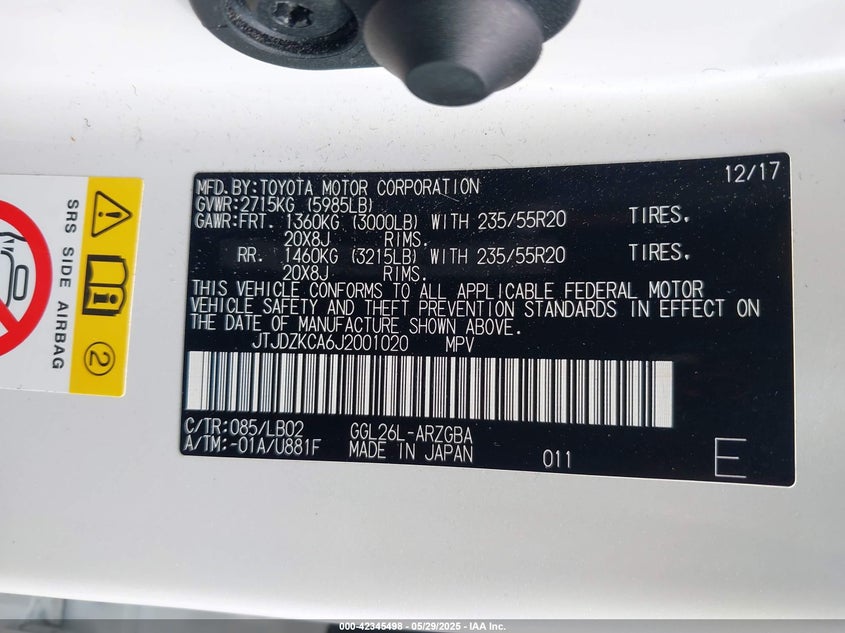 12/17
MFD.BY:TOYOTA MOTOR CORPORATION
GVWR:2715KG (5985LB)
GAWR:FRT. 1360KG (3000LB) WITH 235/55R20 TIRES.
20X8J RIMS.
RR. 1460KG (3215LB) WITH 235/55R20 TIRES.
20X8J RIMS.
THIS VEHICLE CONFORMS TO ALL APPLICABLE FEDERAL MOTOR
VEHICLE SAFETY AND THEFT PREVENTION STANDARDS IN EFFECT ON
THE DATE OF MANUFACTURE SHOWN ABOVE.
JTJDZKCA6J2001020 MPV
C/TR:085/LB02 GGL26L-ARZGBA
A/TM:-01A/U881F MADE IN JAPAN 011 E
SRS SIDE AIRBAG
2
000-42345498 - 05/29/2025 - IAA Inc.